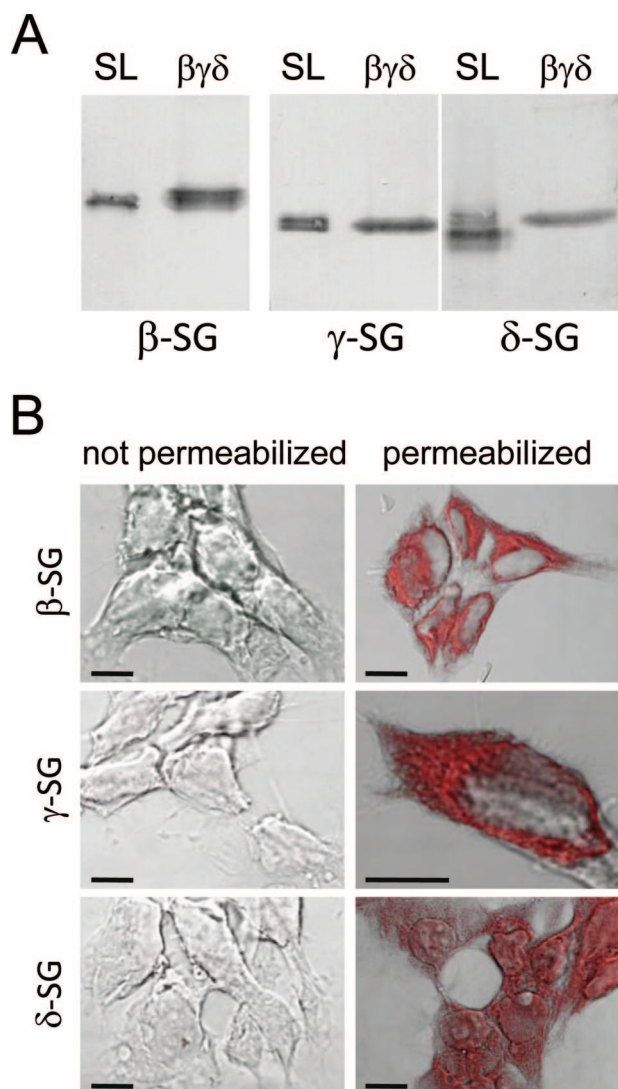 A
SL βγδ SL βγδ SL βγδ
β-SG γ-SG δ-SG
B
not permeabilized permeabilized
β-SG
γ-SG
δ-SG